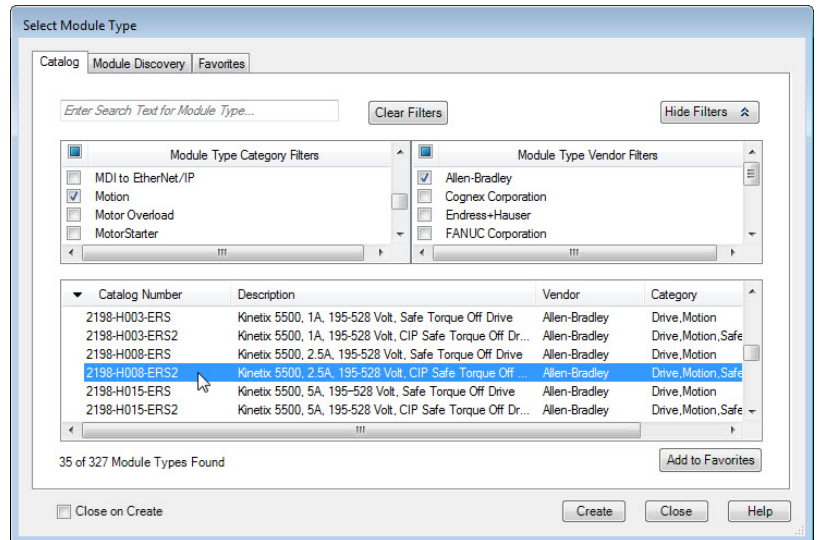 Select Module Type
Catalog Module Discovery Favorites
Enter Search Text for Module Type... Clear Filters Hide Filters
Module Type Category Filters Module Type Vendor Filters
MDI to EtherNet/IP Allen-Bradley
Motion Cognex Corporation
Motor Overload Endress+Hauser
MotorStarter FANUC Corporation
Catalog Number Description Vendor Category
2198-H003-ERS Kinetix 5500, 1A, 195-528 Volt, Safe Torque Off Drive Allen-Bradley Drive,Motion
2198-H003-ERS2 Kinetix 5500, 1A, 195-528 Volt, CIP Safe Torque Off Dr... Allen-Bradley Drive,Motion,Safe
2198-H008-ERS Kinetix 5500, 2.5A, 195-528 Volt, Safe Torque Off Drive Allen-Bradley Drive,Motion
2198-H008-ERS2 Kinetix 5500, 2.5A, 195-528 Volt, CIP Safe Torque Off ... Allen-Bradley Drive,Motion,Safe
2198-H015-ERS Kinetix 5500, 5A, 195–528 Volt, Safe Torque Off Drive Allen-Bradley Drive,Motion
2198-H015-ERS2 Kinetix 5500, 5A, 195-528 Volt, CIP Safe Torque Off Dr... Allen-Bradley Drive,Motion,Safe
35 of 327 Module Types Found Add to Favorites
Close on Create Create Close Help